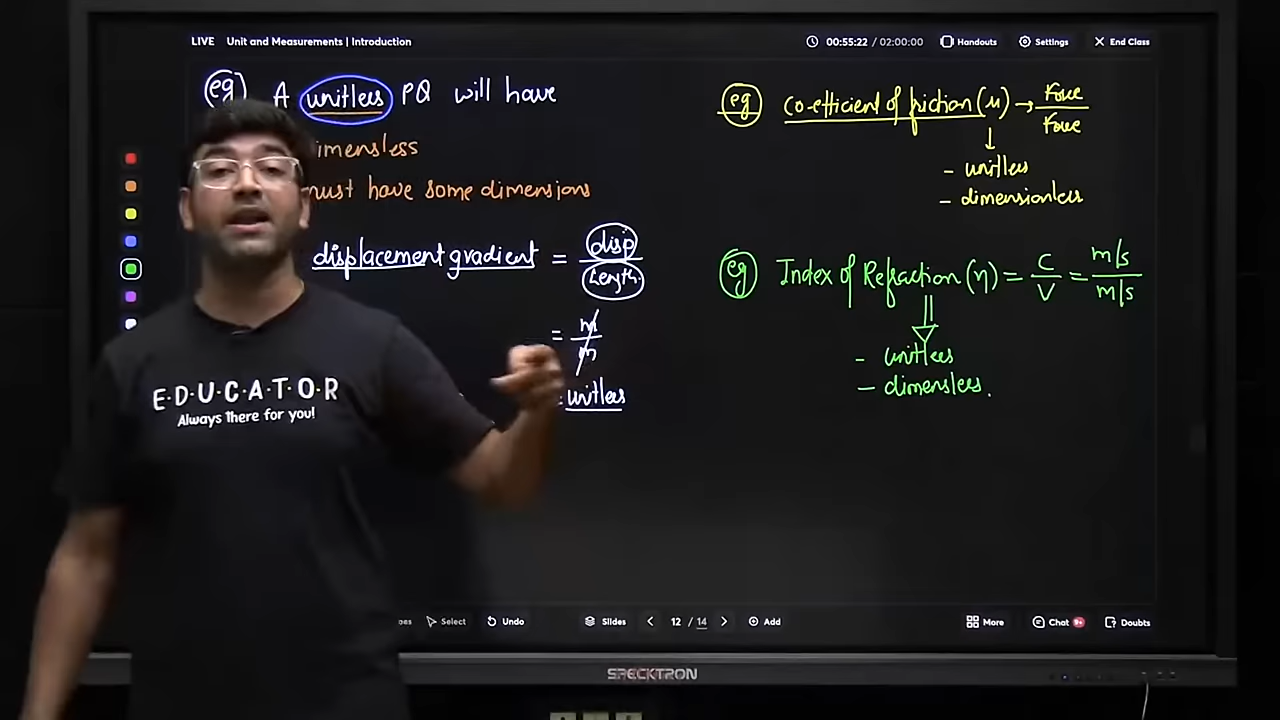 LIVE Unit and Measurements | Introduction
00:55:22 / 02:00:00 Handouts Settings End Class
eg) A unitless PQ will have
imensless
must have some dimensions
displacement gradient = disp / Length
= m / m
= unitless
eg Co-efficient of friction (μ) → Force / Force
↓
- unitless
- dimensionless
eg Index of Refraction (η) = C / V = m/s / m/s
- unitless
- dimensless.
E·D·U·C·A·T·O·R
Always there for you!
Select Undo Slides < 12 / 14 > Add More Chat 9+ Doubts
SPECKTRON